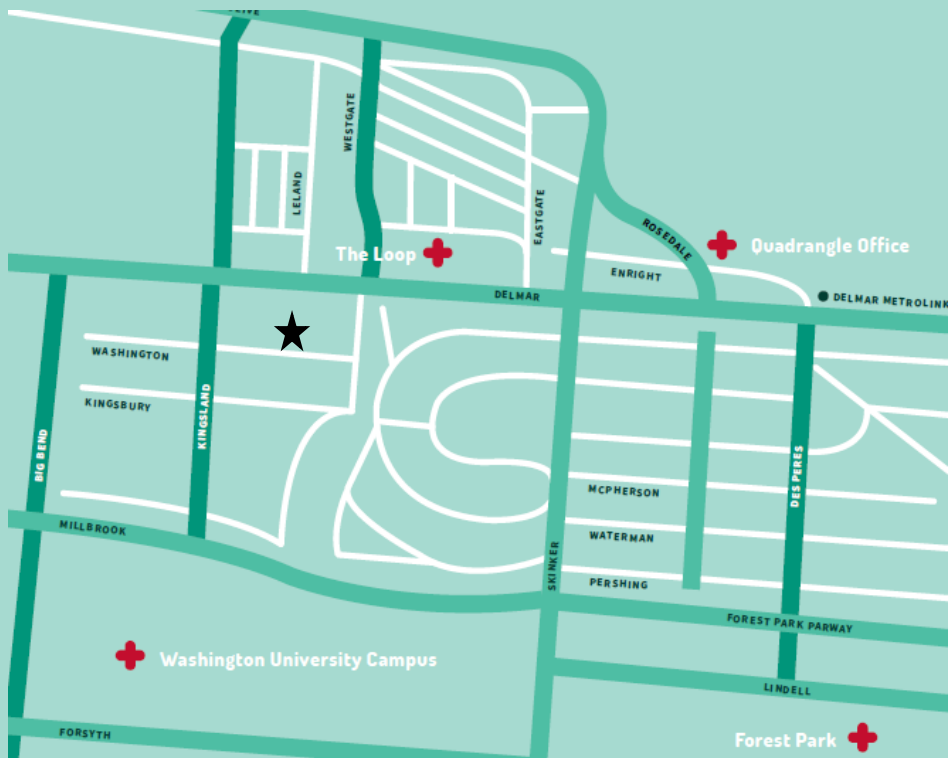 WESTGATE
LELAND
EASTGATE
The Loop
ROSEDALE
Quadrangle Office
ENRIGHT
DELMAR
DELMAR METROLINK
WASHINGTON
KINGSBURY
KINGSLAND
BIG BEND
DES PERES
MCPHERSON
MILLBROOK
WATERMAN
SKINKER
PERSHING
FOREST PARK PARKWAY
Washington University Campus
LINDELL
FORSYTH
Forest Park